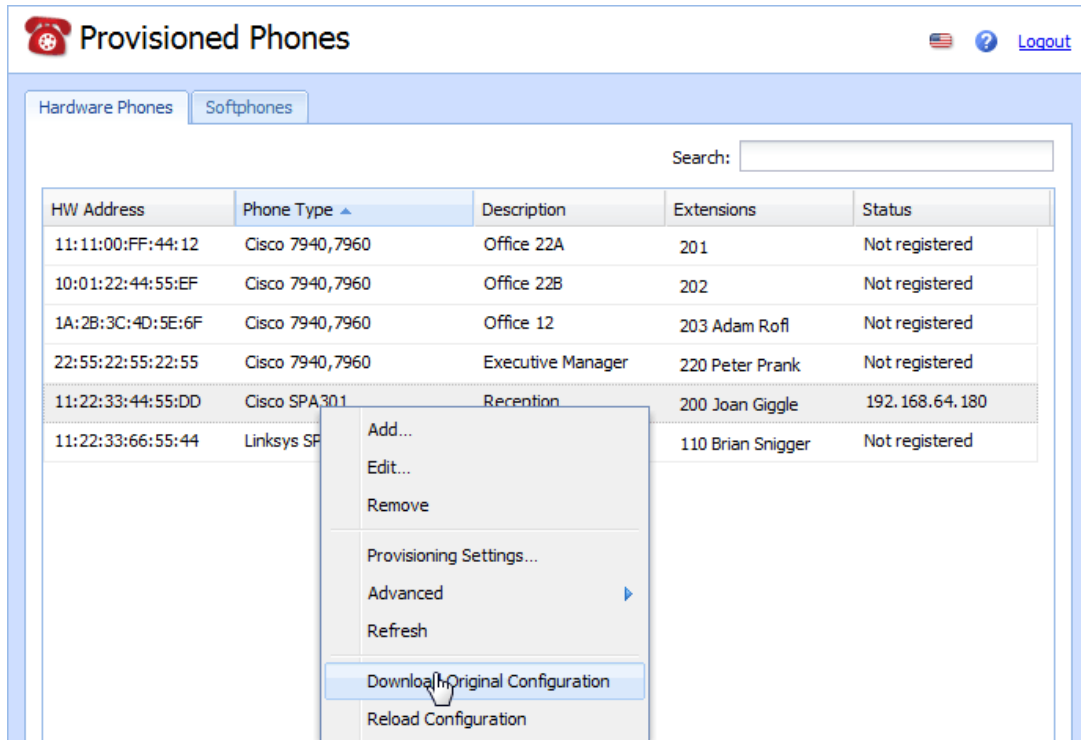 Provisioned Phones
Logout
Hardware Phones Softphones
Search:
HW Address Phone Type Description Extensions Status
11:11:00:FF:44:12 Cisco 7940,7960 Office 22A 201 Not registered
10:01:22:44:55:EF Cisco 7940,7960 Office 22B 202 Not registered
1A:2B:3C:4D:5E:6F Cisco 7940,7960 Office 12 203 Adam Rofl Not registered
22:55:22:55:22:55 Cisco 7940,7960 Executive Manager 220 Peter Prank Not registered
11:22:33:44:55:DD Cisco SPA301 Reception 200 Joan Giggle 192.168.64.180
11:22:33:66:55:44 Linksys SP 110 Brian Snigger Not registered
Add...
Edit...
Remove
Provisioning Settings...
Advanced
Refresh
Download Original Configuration
Reload Configuration